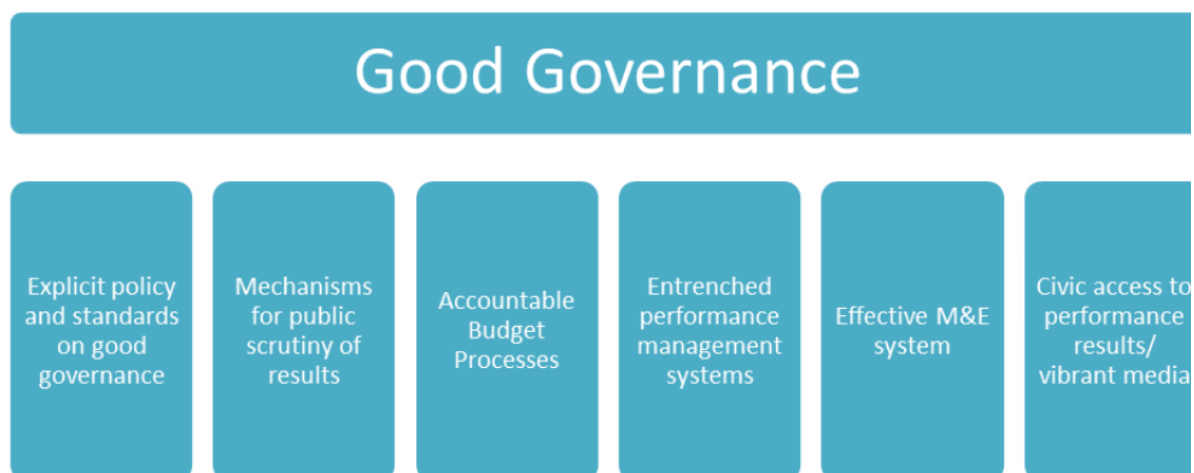 Good Governance
Explicit policy
and standards
on good
governance
Mechanisms
for public
scrutiny of
results
Accountable
Budget
Processes
Entrenched
performance
management
systems
Effective M&E
system
Civic access to
performance
results/
vibrant media